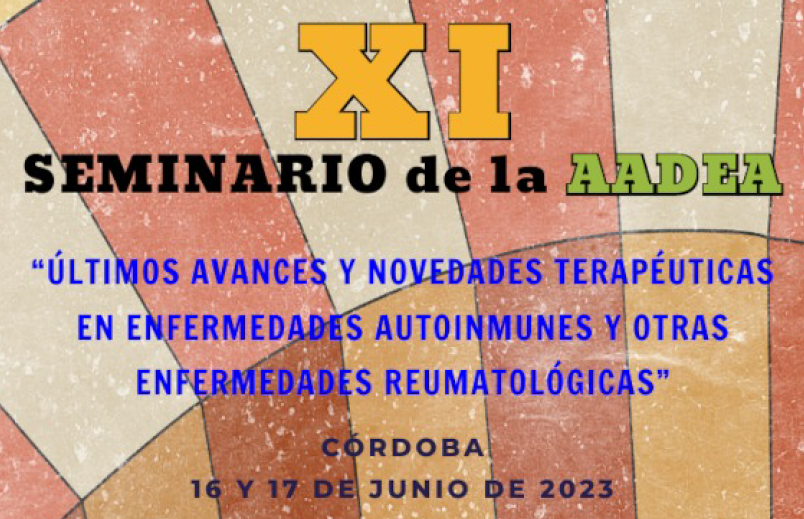 XI
SEMINARIO de la AADEA
“ÚLTIMOS AVANCES Y NOVEDADES TERAPÉUTICAS
EN ENFERMEDADES AUTOINMUNES Y OTRAS
ENFERMEDADES REUMATOLÓGICAS”
CÓRDOBA
16 Y 17 DE JUNIO DE 2023